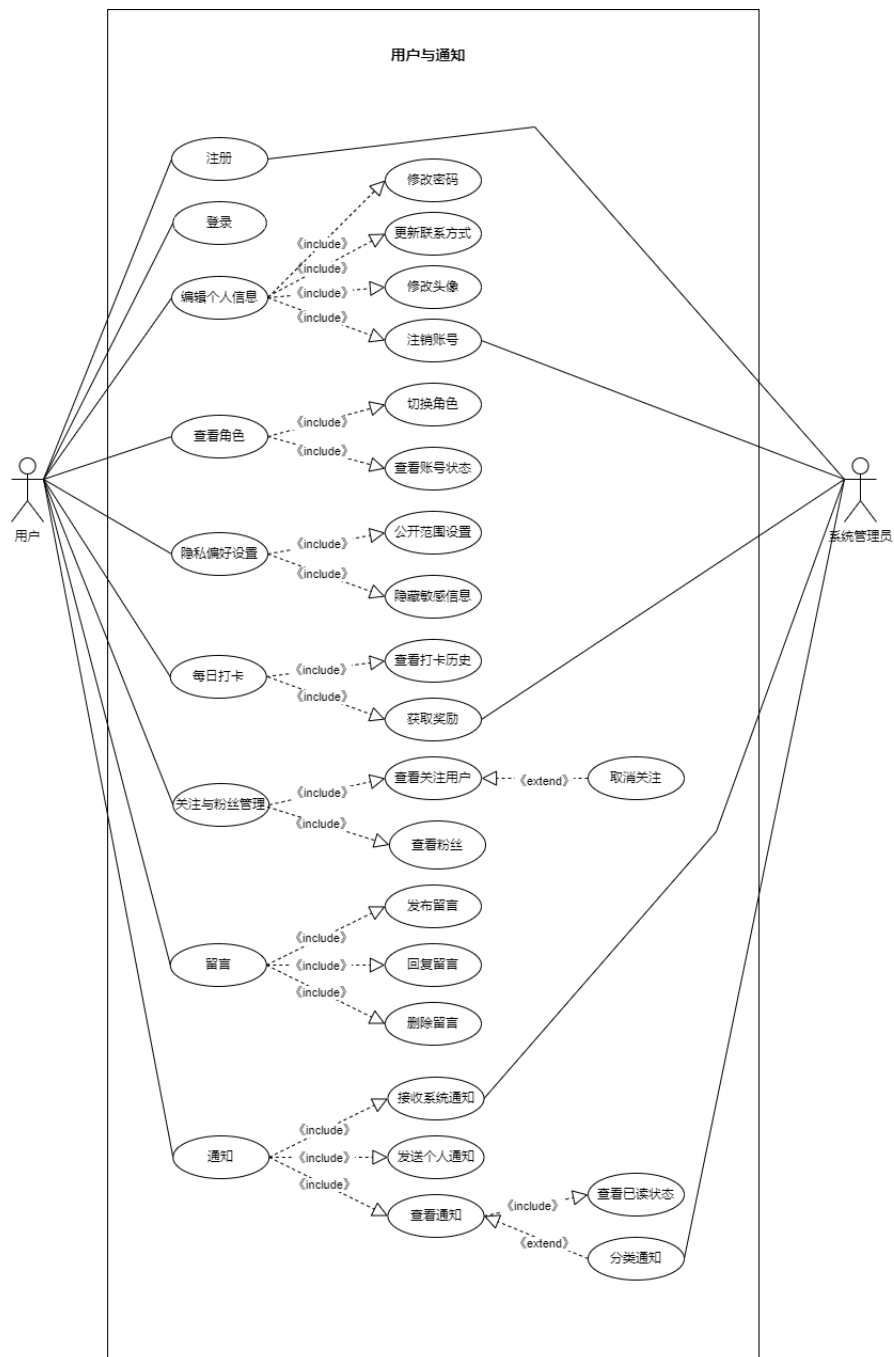 用户与通知
注册
修改密码
登录
更新联系方式
《include》
《include》
编辑个人信息
《include》
修改头像
《include》
注销账号
切换角色
《include》
查看角色
《include》
查看账号状态
用户
系统管理员
公开范围设置
《include》
隐私偏好设置
《include》
隐藏敏感信息
查看打卡历史
《include》
每日打卡
《include》
获取奖励
查看关注用户
《extend》
取消关注
《include》
关注与粉丝管理
《include》
查看粉丝
发布留言
《include》
留言
《include》
回复留言
《include》
删除留言
接收系统通知
《include》
通知
《include》
发送个人通知
《include》
查看通知
《include》
查看已读状态
《extend》
分类通知